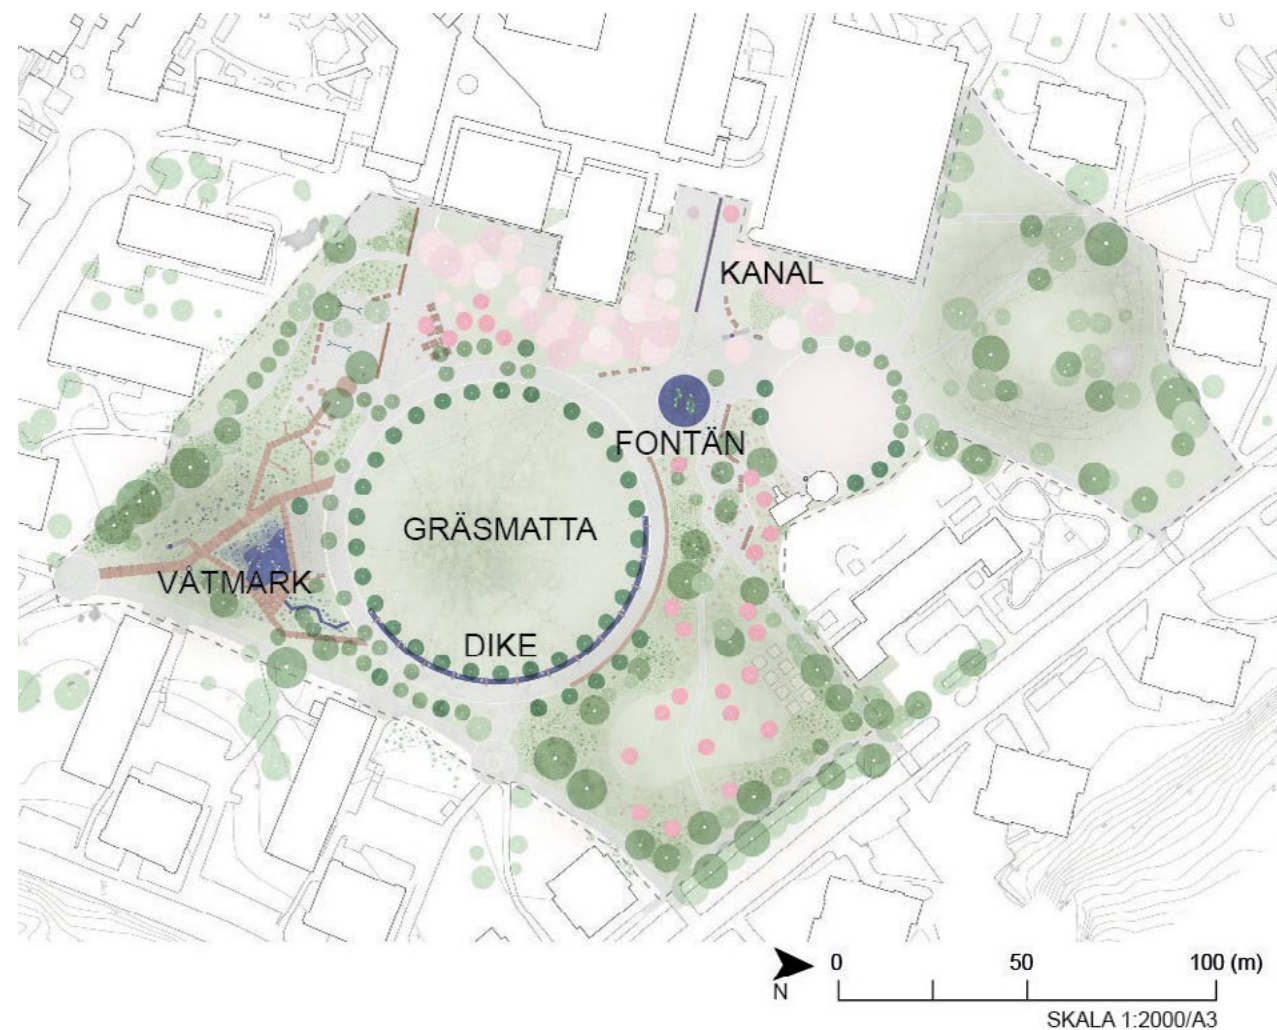 KANAL
FONTÄN
GRÄSMATTA
VÅTMARK
DIKE
N
0 50 100 (m)
SKALA 1:2000/A3